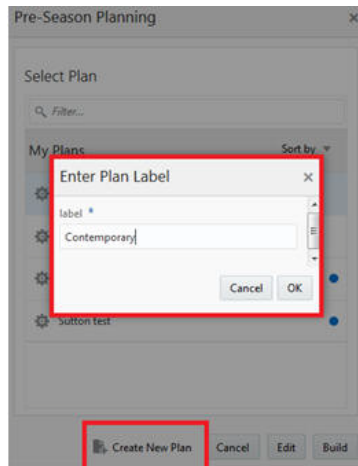 Pre-Season Planning
Select Plan
Filter...
My Plans Sort by
Enter Plan Label
label *
Contemporary
Cancel OK
Sutton test
Create New Plan Cancel Edit Build